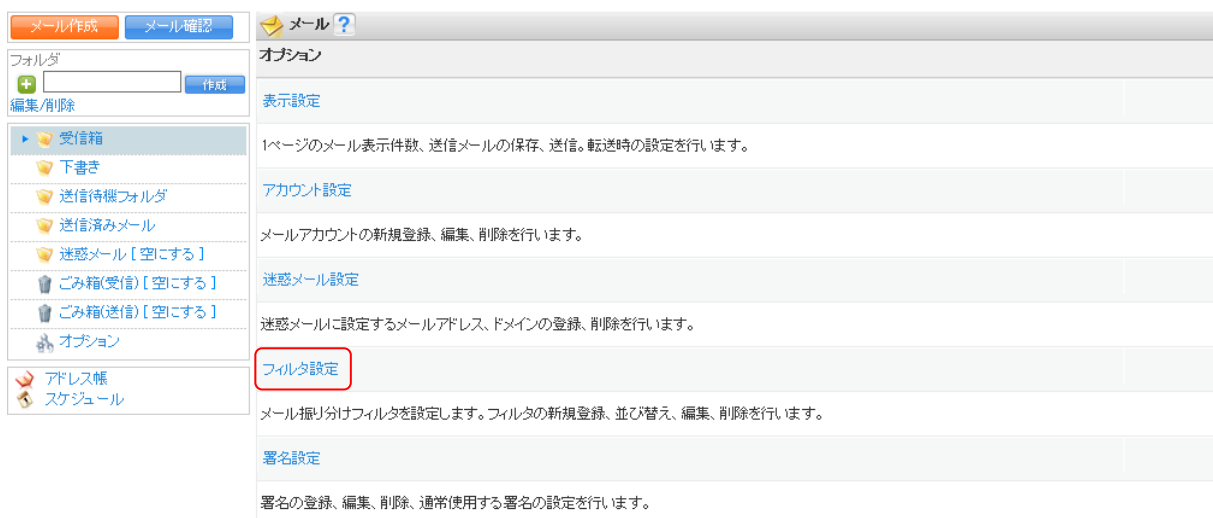 メール作成
メール確認
フォルダ
作成
編集/削除
受信箱
下書き
送信待機フォルダ
送信済みメール
迷惑メール [ 空にする ]
ごみ箱(受信) [ 空にする ]
ごみ箱(送信) [ 空にする ]
オプション
アドレス帳
スケジュール
メール ?
オプション
表示設定
1ページのメール表示件数、送信メールの保存、送信。転送時の設定を行います。
アカウント設定
メールアカウントの新規登録、編集、削除を行います。
迷惑メール設定
迷惑メールに設定するメールアドレス、ドメインの登録、削除を行います。
フィルタ設定
メール振り分けフィルタを設定します。フィルタの新規登録、並び替え、編集、削除を行います。
署名設定
署名の登録、編集、削除、通常使用する署名の設定を行います。